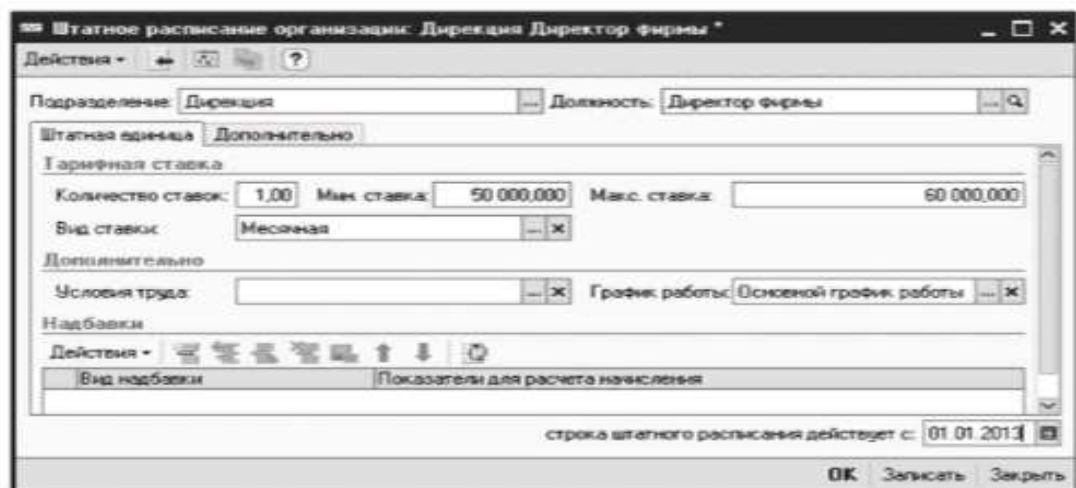 Штатное расписание организации: Дирекция Директор фирмы *
Действия
Подразделение: Дирекция ... Должность: Директор фирмы ...
Штатная единица Дополнительно
Тарифная ставка
Количество ставок: 1,00 Мин. ставка: 50 000,000 Макс. ставка: 60 000,000
Вид ставки: Месячная ...
Дополнительно
Условия труда: ... График работы: Основной график работы ...
Надбавки
Действия
Вид надбавки Показатели для расчета начисления
строка штатного расписания действует с: 01.01.2013
OK Записать Закрыть